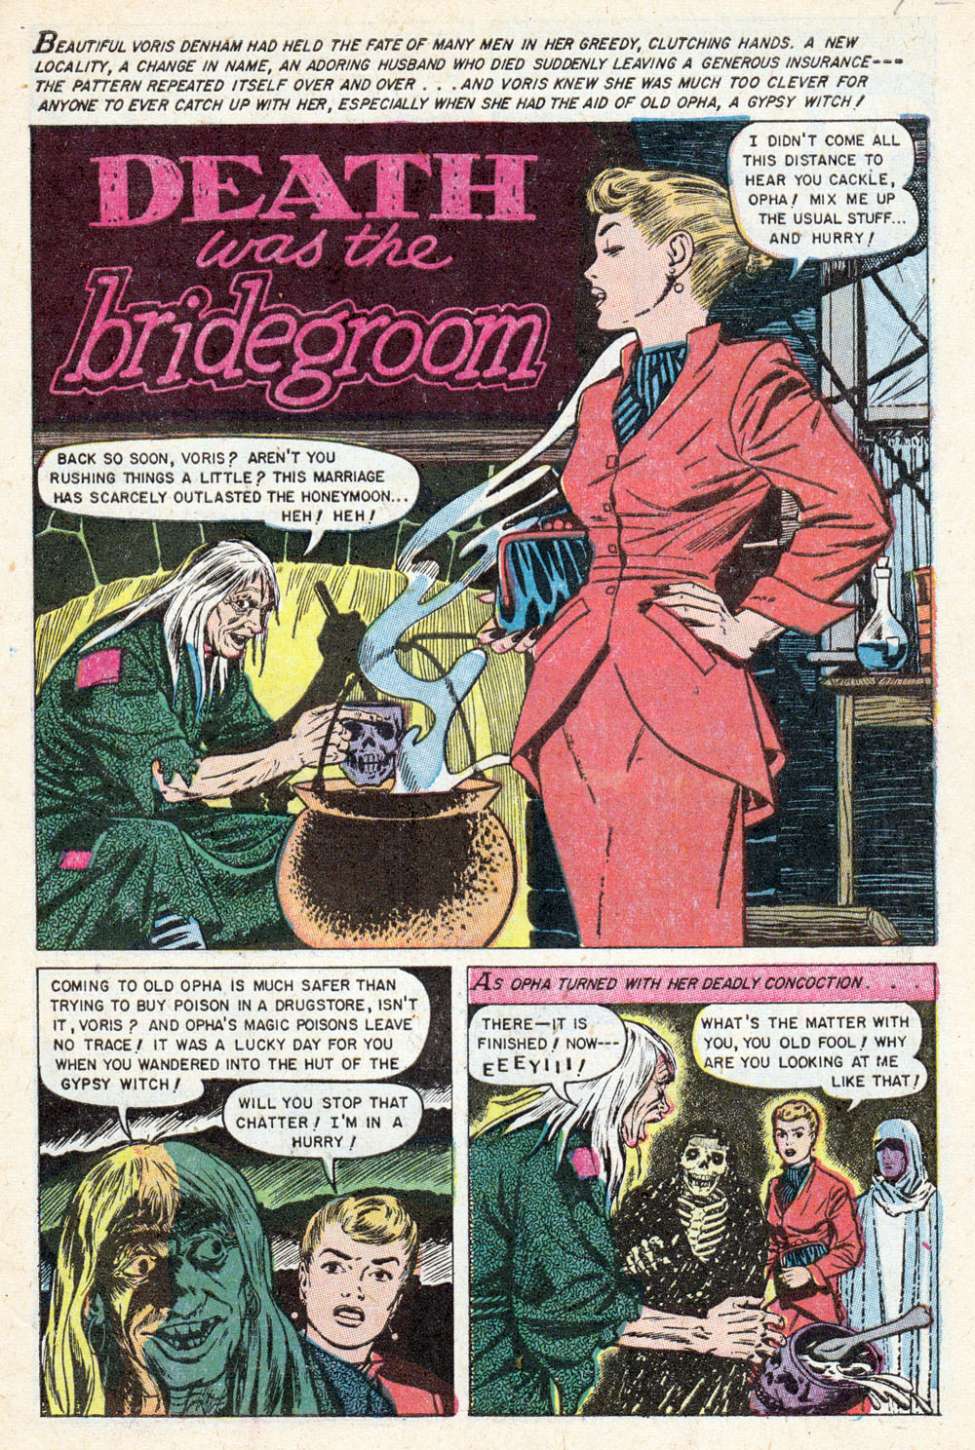 BEAUTIFUL VORIS DENHAM HAD HELD THE FATE OF MANY MEN IN HER GREEDY, CLUTCHING HANDS. A NEW
LOCALITY, A CHANGE IN NAME, AN ADORING HUSBAND WHO DIED SUDDENLY LEAVING A GENEROUS INSURANCE---
THE PATTERN REPEATED ITSELF OVER AND OVER . . . AND VORIS KNEW SHE WAS MUCH TOO CLEVER FOR
ANYONE TO EVER CATCH UP WITH HER, ESPECIALLY WHEN SHE HAD THE AID OF OLD OPHA, A GYPSY WITCH!
DEATH
was the
bridegroom
I DIDN'T COME ALL
THIS DISTANCE TO
HEAR YOU CACKLE,
OPHA! MIX ME UP
THE USUAL STUFF...
AND HURRY!
BACK SO SOON, VORIS? AREN'T YOU
RUSHING THINGS A LITTLE? THIS MARRIAGE
HAS SCARCELY OUTLASTED THE HONEYMOON...
HEH! HEH!
COMING TO OLD OPHA IS MUCH SAFER THAN
TRYING TO BUY POISON IN A DRUGSTORE, ISN'T
IT, VORIS? AND OPHA'S MAGIC POISONS LEAVE
NO TRACE! IT WAS A LUCKY DAY FOR YOU
WHEN YOU WANDERED INTO THE HUT OF THE
GYPSY WITCH!
WILL YOU STOP THAT
CHATTER! I'M IN A
HURRY!
AS OPHA TURNED WITH HER DEADLY CONCOCTION. . . .
THERE—IT IS
FINISHED! NOW---
EEEYIII!
WHAT'S THE MATTER WITH
YOU, YOU OLD FOOL! WHY
ARE YOU LOOKING AT ME
LIKE THAT!